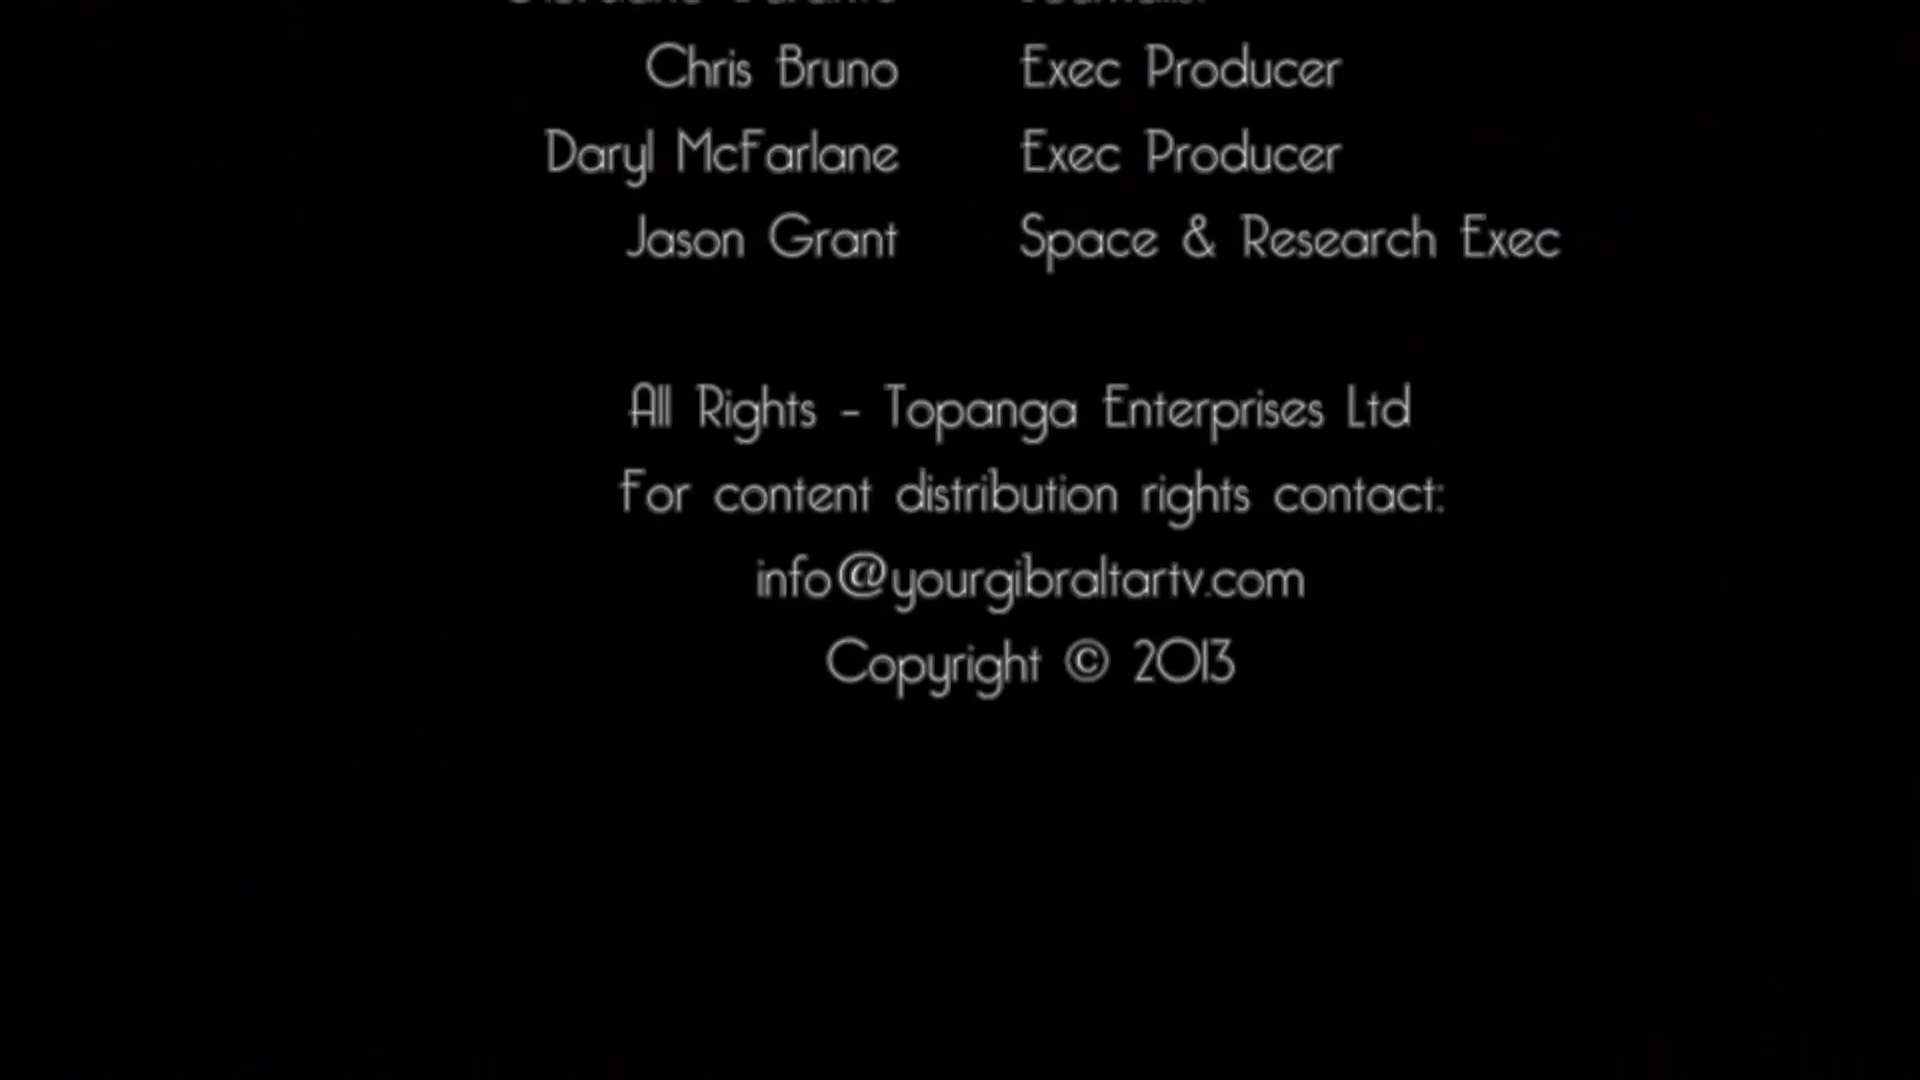 Chris Bruno Exec Producer
Daryl McFarlane Exec Producer
Jason Grant Space & Research Exec
All Rights - Topanga Enterprises Ltd
For content distribution rights contact:
info@yourgibraltartv.com
Copyright © 2013